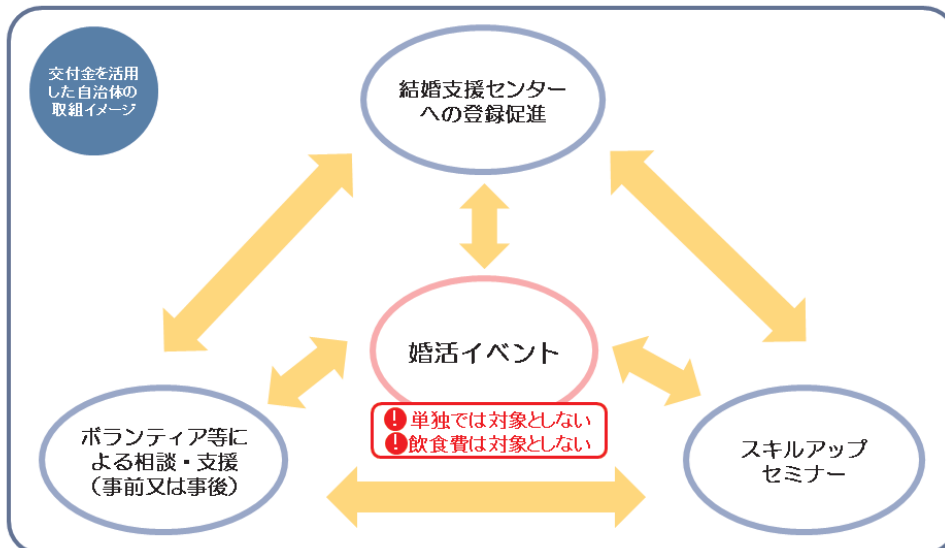 交付金を活用
した自治体の
取組イメージ
結婚支援センター
への登録促進
婚活イベント
！単独では対象としない
！飲食費は対象としない
ボランティア等に
よる相談・支援
（事前又は事後）
スキルアップ
セミナー